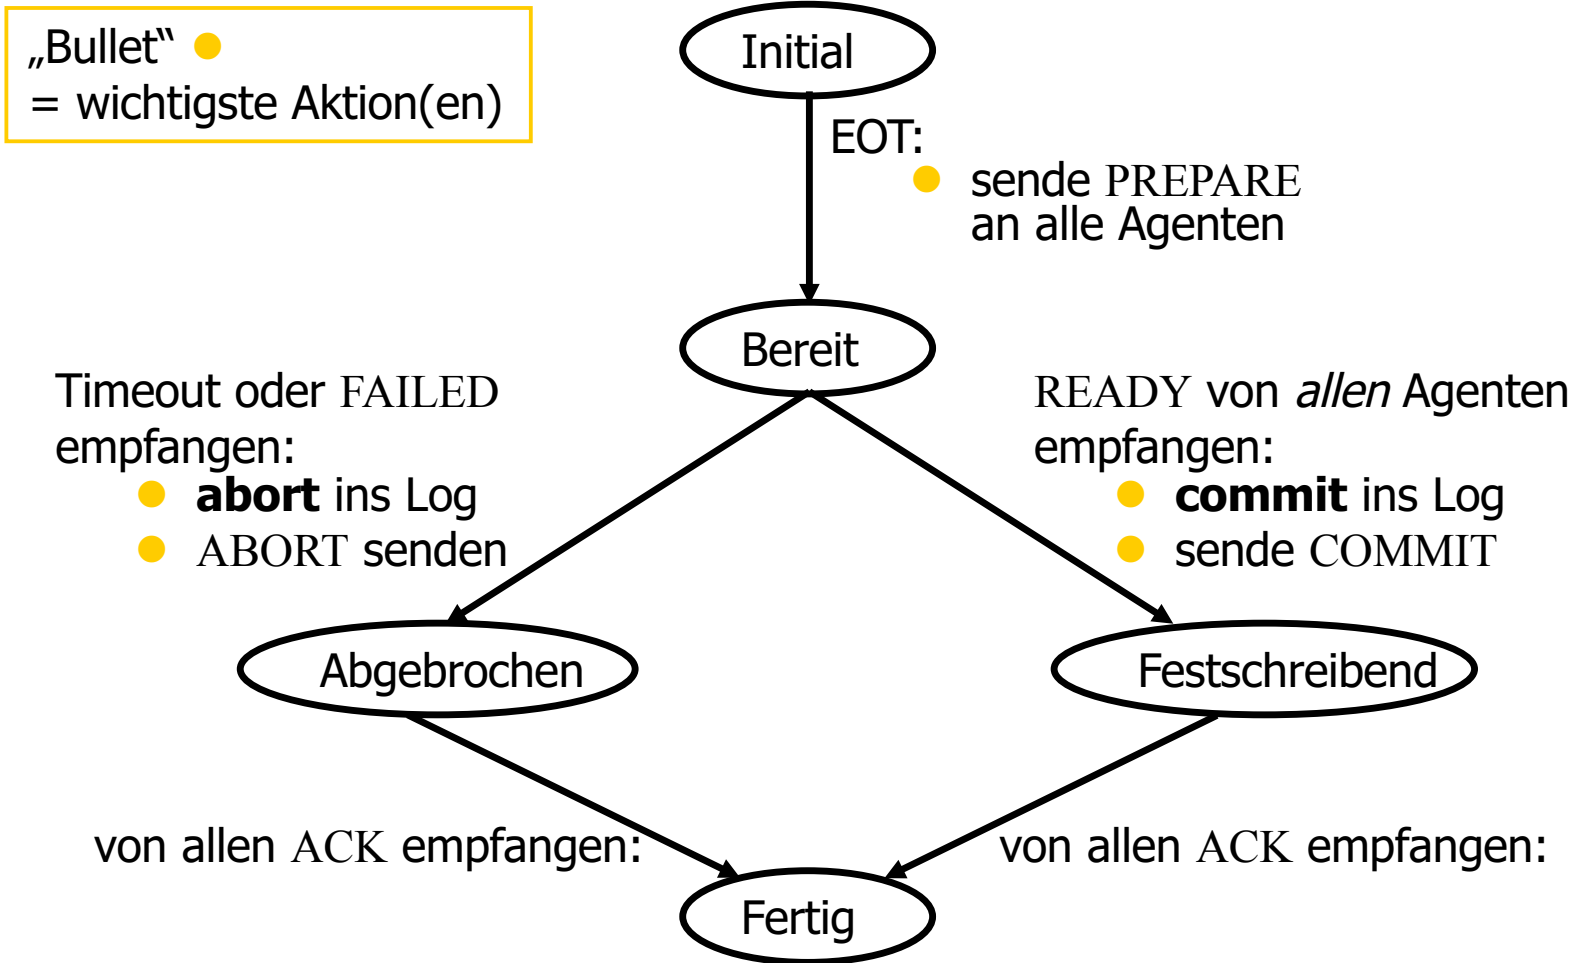 „Bullet“
= wichtigste Aktion(en)
Initial
EOT:
sende PREPARE
an alle Agenten
Bereit
Timeout oder FAILED
empfangen:
abort ins Log
ABORT senden
READY von allen Agenten
empfangen:
commit ins Log
sende COMMIT
Abgebrochen
Festschreibend
von allen ACK empfangen:
von allen ACK empfangen:
Fertig